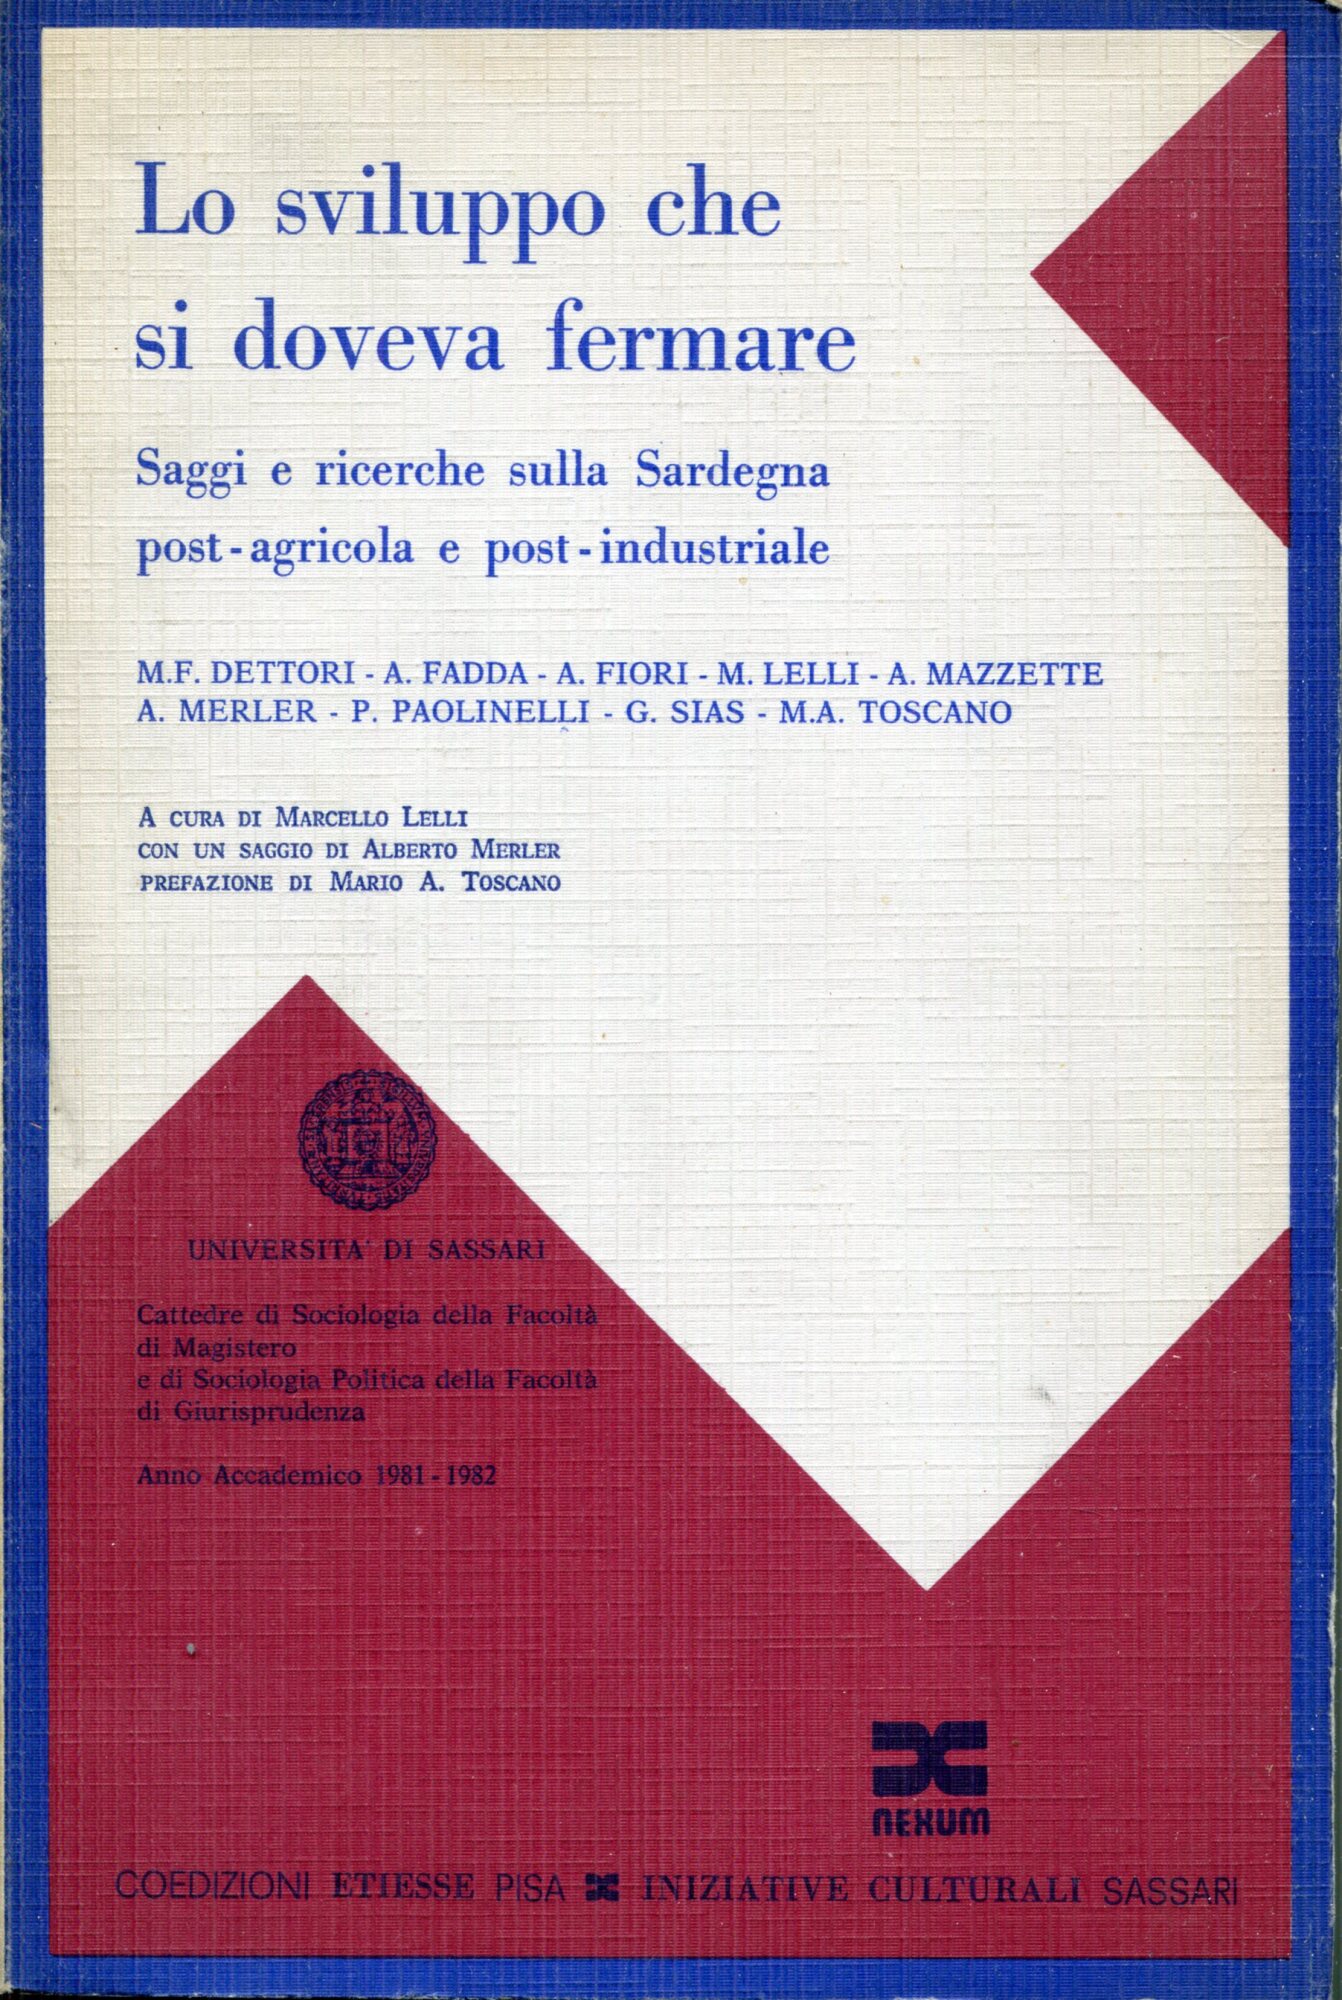 Lo sviluppo che
si doveva fermare
Saggi e ricerche sulla Sardegna
post-agricola e post-industriale
M.F. DETTORI - A. FADDA - A. FIORI - M. LELLI - A. MAZZETTE
A. MERLER - P. PAOLINELLI - G. SIAS - M.A. TOSCANO
A CURA DI MARCELLO LELLI
CON UN SAGGIO DI ALBERTO MERLER
PREFAZIONE DI MARIO A. TOSCANO
UNIVERSITA' DI SASSARI
Cattedre di Sociologia della Facoltà
di Magistero
e di Sociologia Politica della Facoltà
di Giurisprudenza
Anno Accademico 1981-1982
NEXUM
COEDIZIONI ETIESSE PISA INIZIATIVE CULTURALI SASSARI